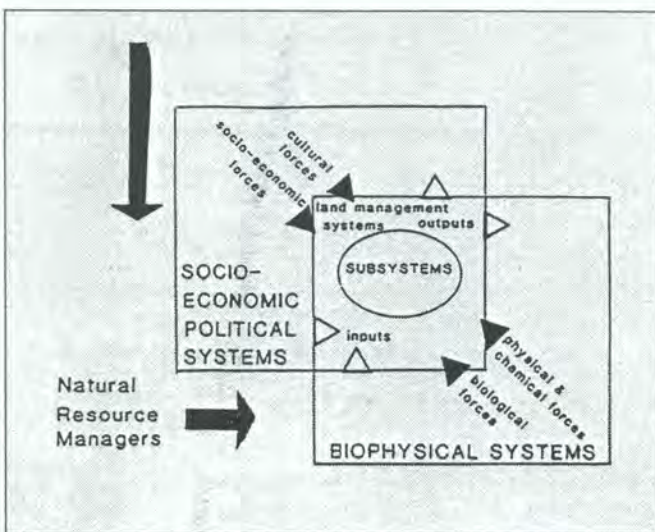 cultural
forces
socio-economic
forces
land management
systems
outputs
SUBSYSTEMS
SOCIO-
ECONOMIC
POLITICAL
SYSTEMS
inputs
physical &
chemical forces
biological
forces
Natural
Resource
Managers
BIOPHYSICAL SYSTEMS